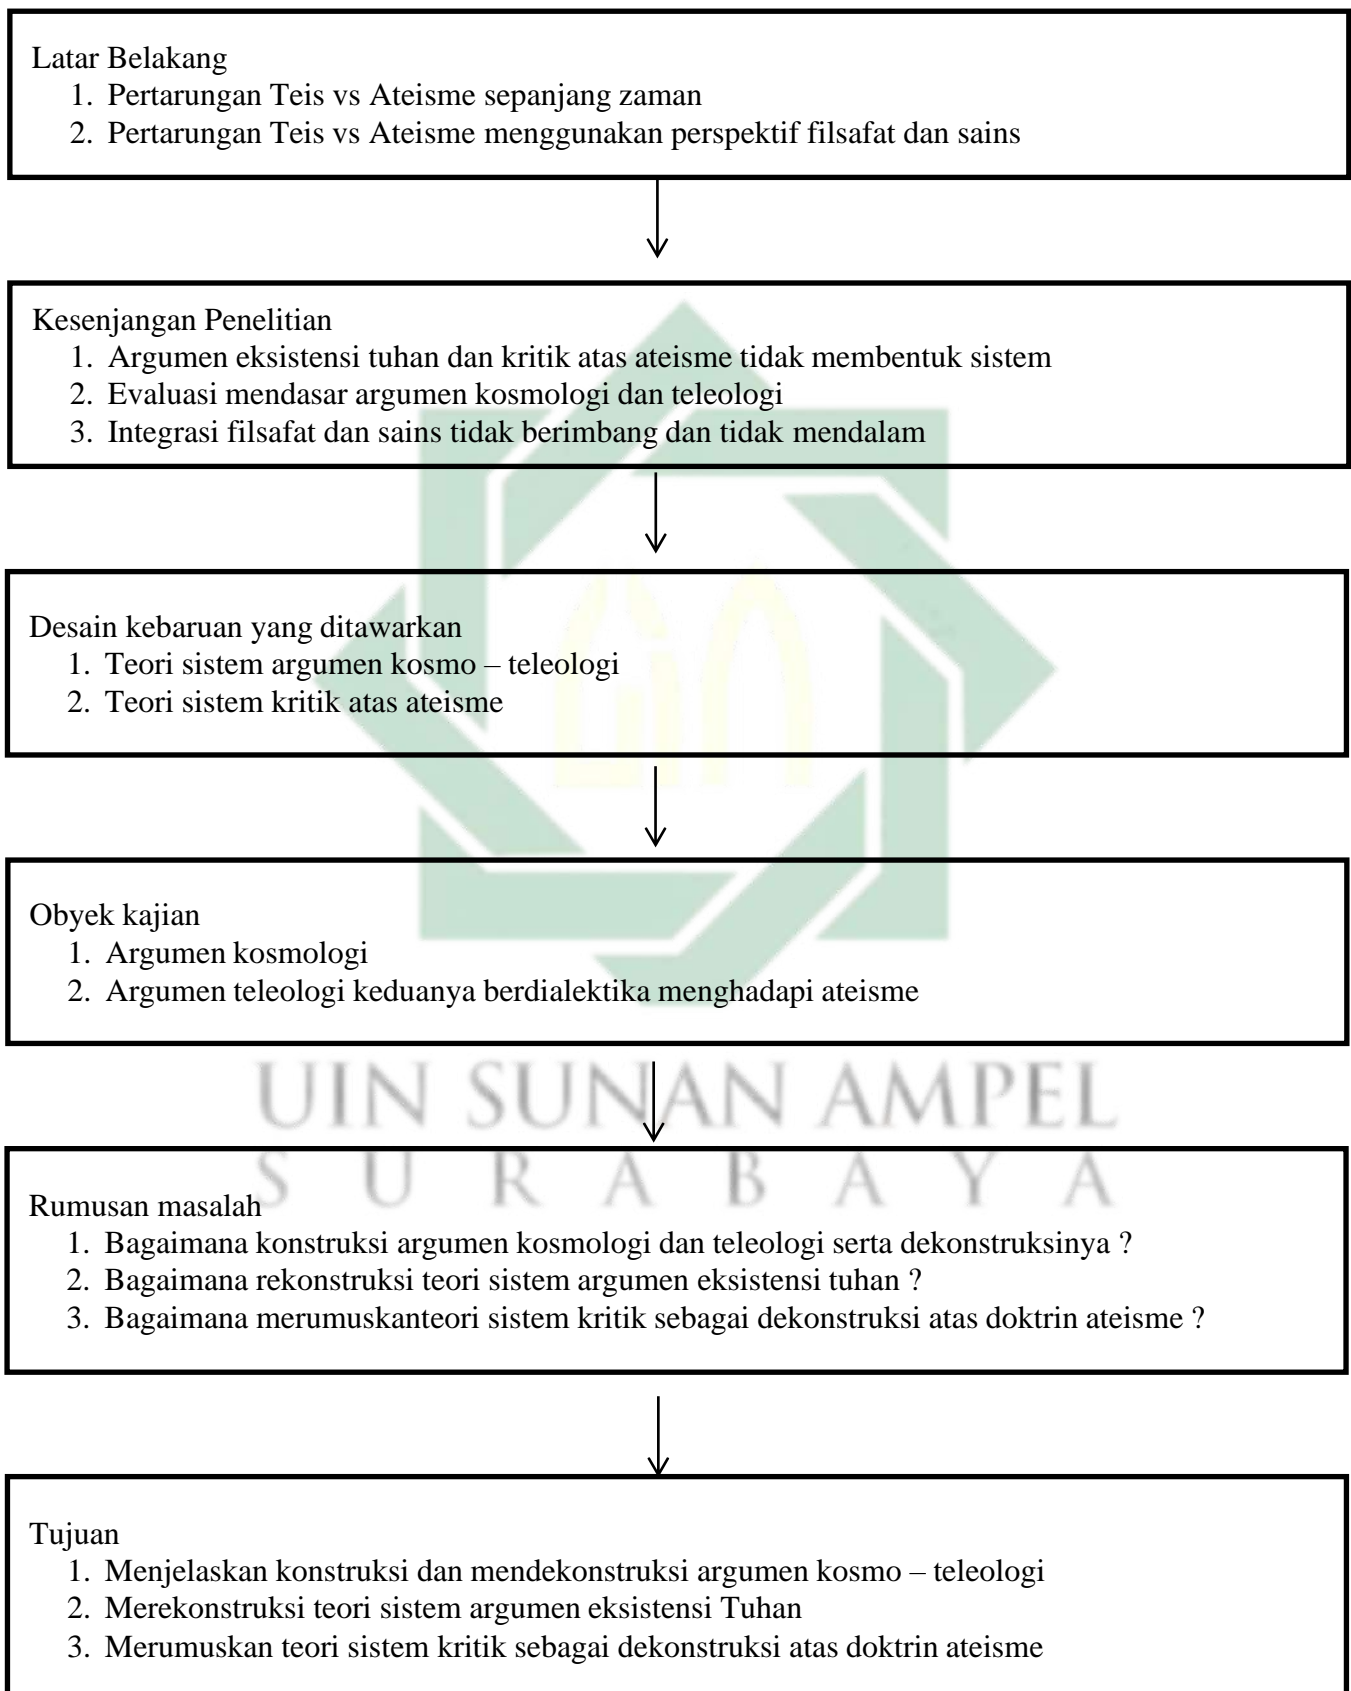 Latar Belakang
1. Pertarungan Teis vs Ateisme sepanjang zaman
2. Pertarungan Teis vs Ateisme menggunakan perspektif filsafat dan sains
Kesenjangan Penelitian
1. Argumen eksistensi tuhan dan kritik atas ateisme tidak membentuk sistem
2. Evaluasi mendasar argumen kosmologi dan teleologi
3. Integrasi filsafat dan sains tidak berimbang dan tidak mendalam
Desain kebaruan yang ditawarkan
1. Teori sistem argumen kosmo – teleologi
2. Teori sistem kritik atas ateisme
Obyek kajian
1. Argumen kosmologi
2. Argumen teleologi keduanya berdialektika menghadapi ateisme
UIN SUNAN AMPEL
S U R A B A Y A
Rumusan masalah
1. Bagaimana konstruksi argumen kosmologi dan teleologi serta dekonstruksinya ?
2. Bagaimana rekonstruksi teori sistem argumen eksistensi tuhan ?
3. Bagaimana merumuskanteori sistem kritik sebagai dekonstruksi atas doktrin ateisme ?
Tujuan
1. Menjelaskan konstruksi dan mendekonstruksi argumen kosmo – teleologi
2. Merekonstruksi teori sistem argumen eksistensi Tuhan
3. Merumuskan teori sistem kritik sebagai dekonstruksi atas doktrin ateisme